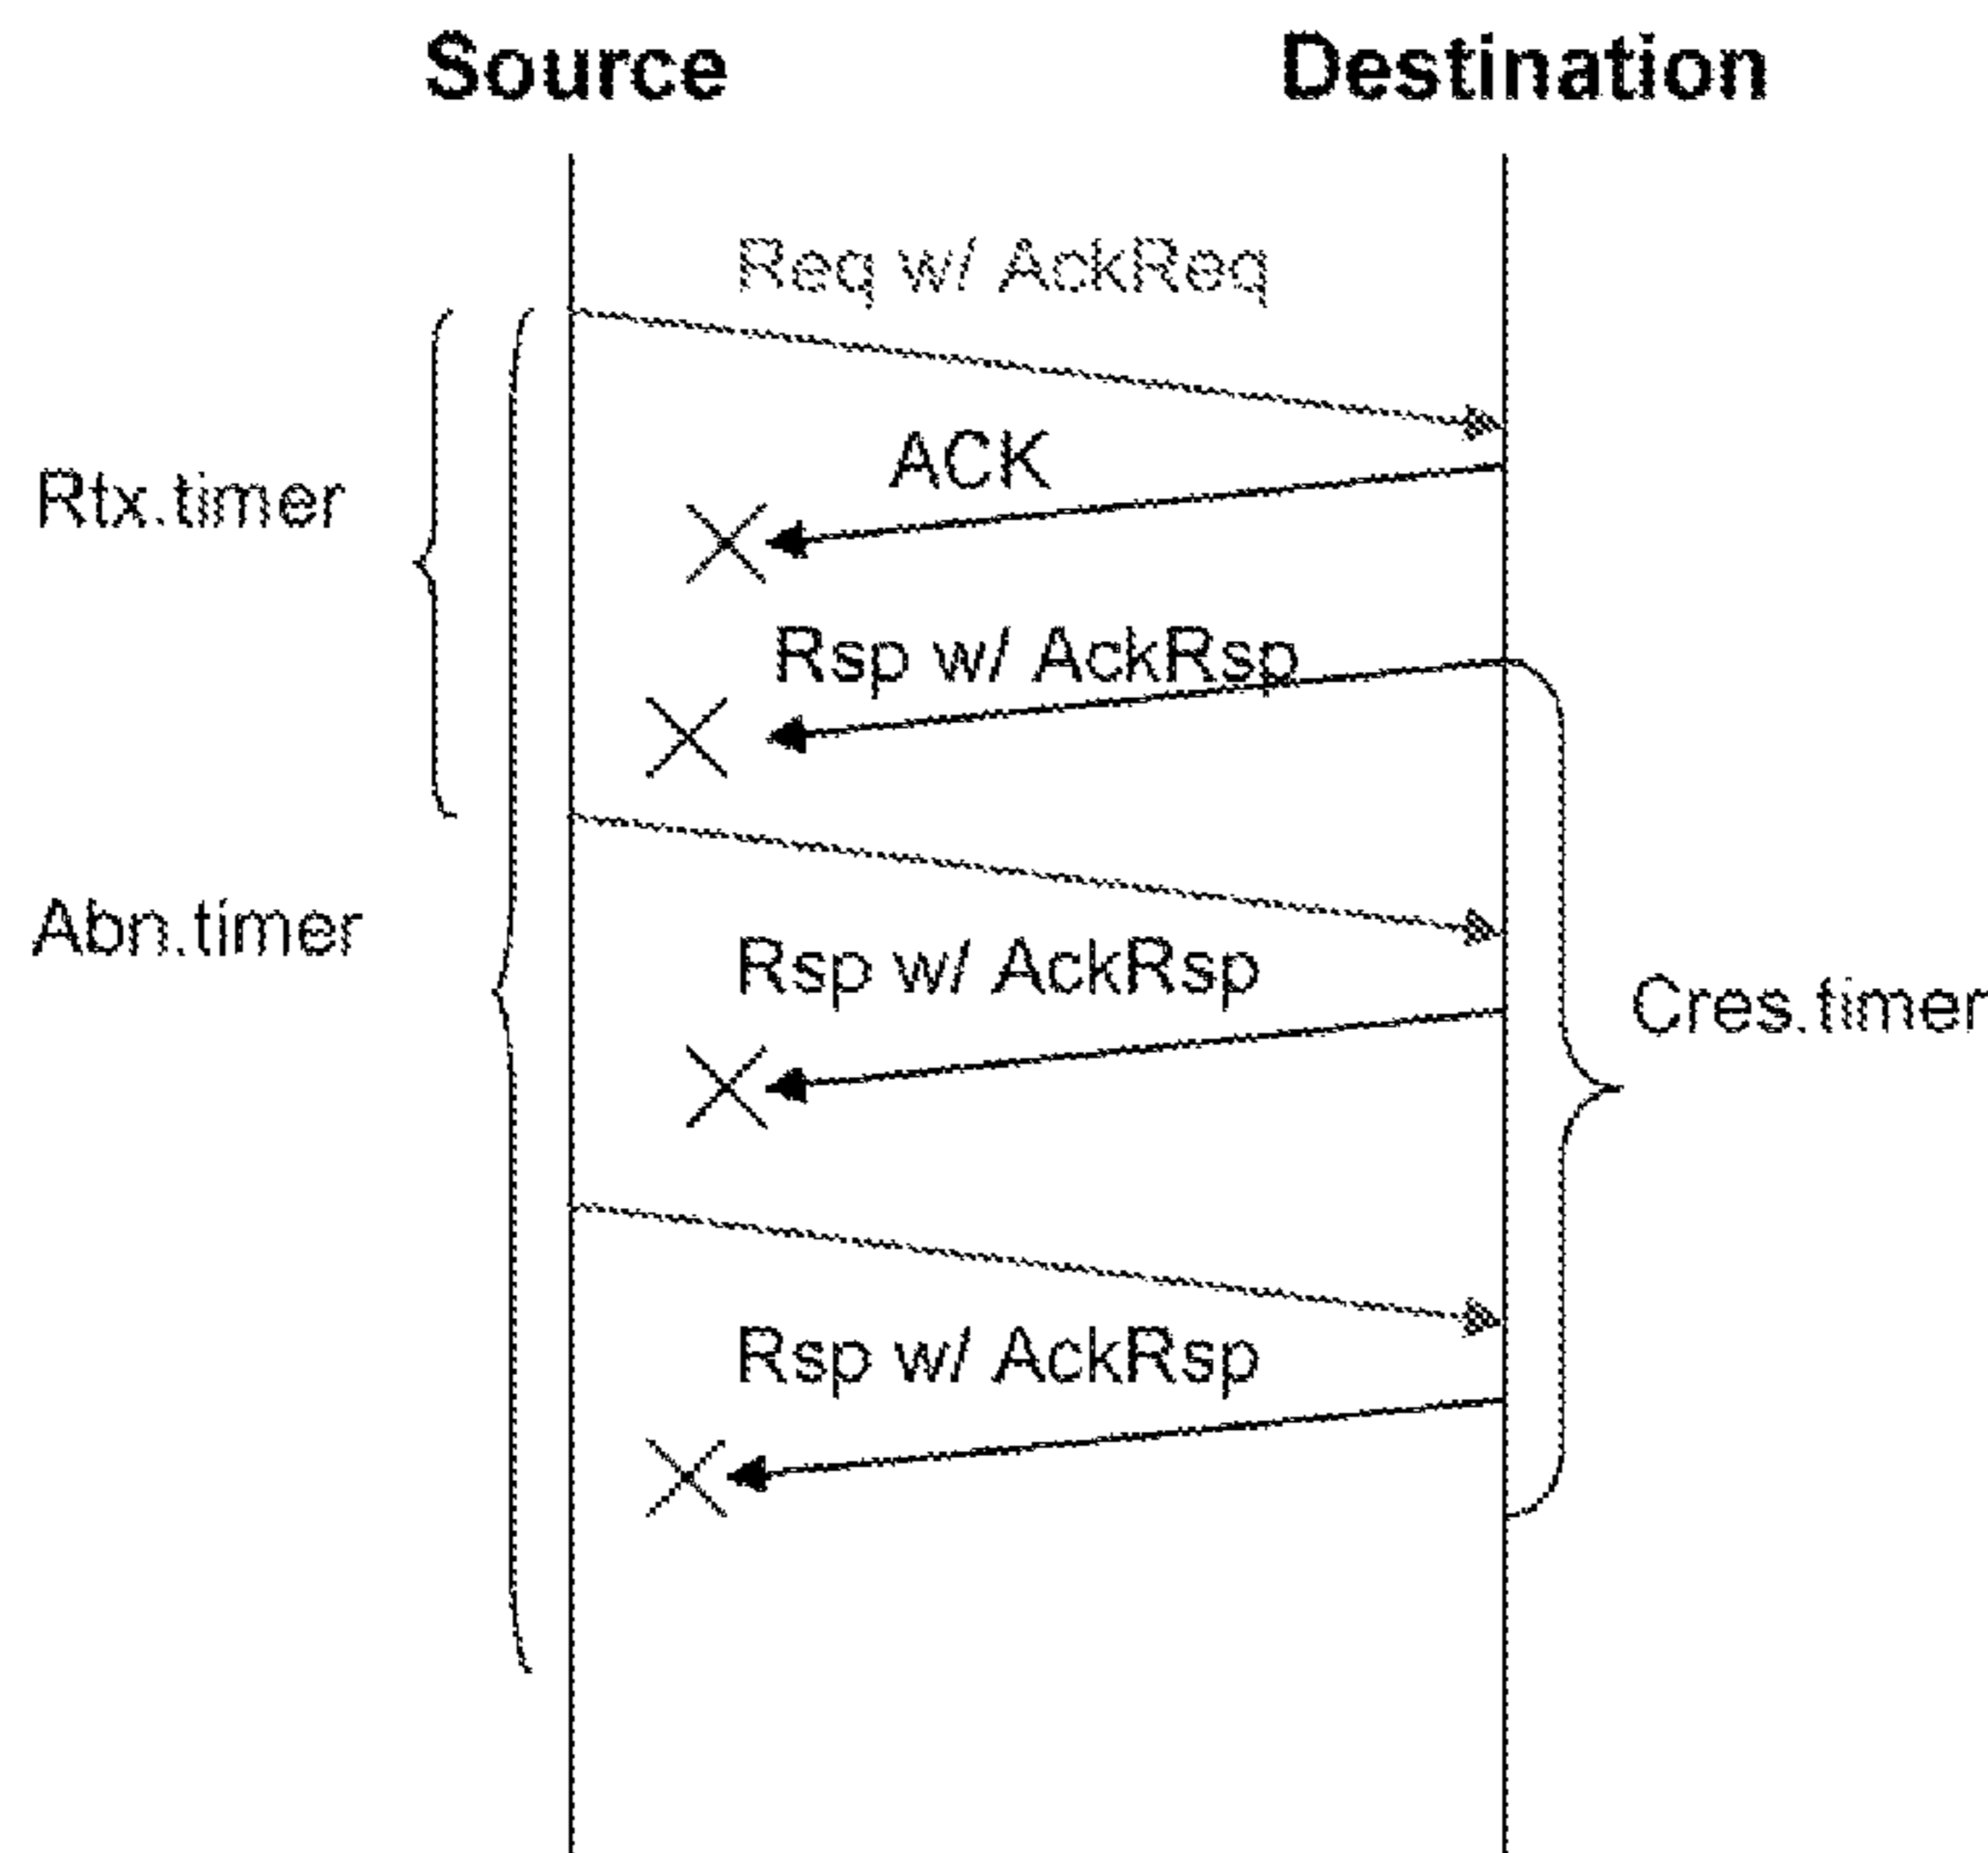 Source
Destination
Req w/ AckReq
ACK
Rtx.timer
Rsp w/ AckRsp
Abn.timer
Rsp w/ AckRsp
Cres.timer
Rsp w/ AckRsp